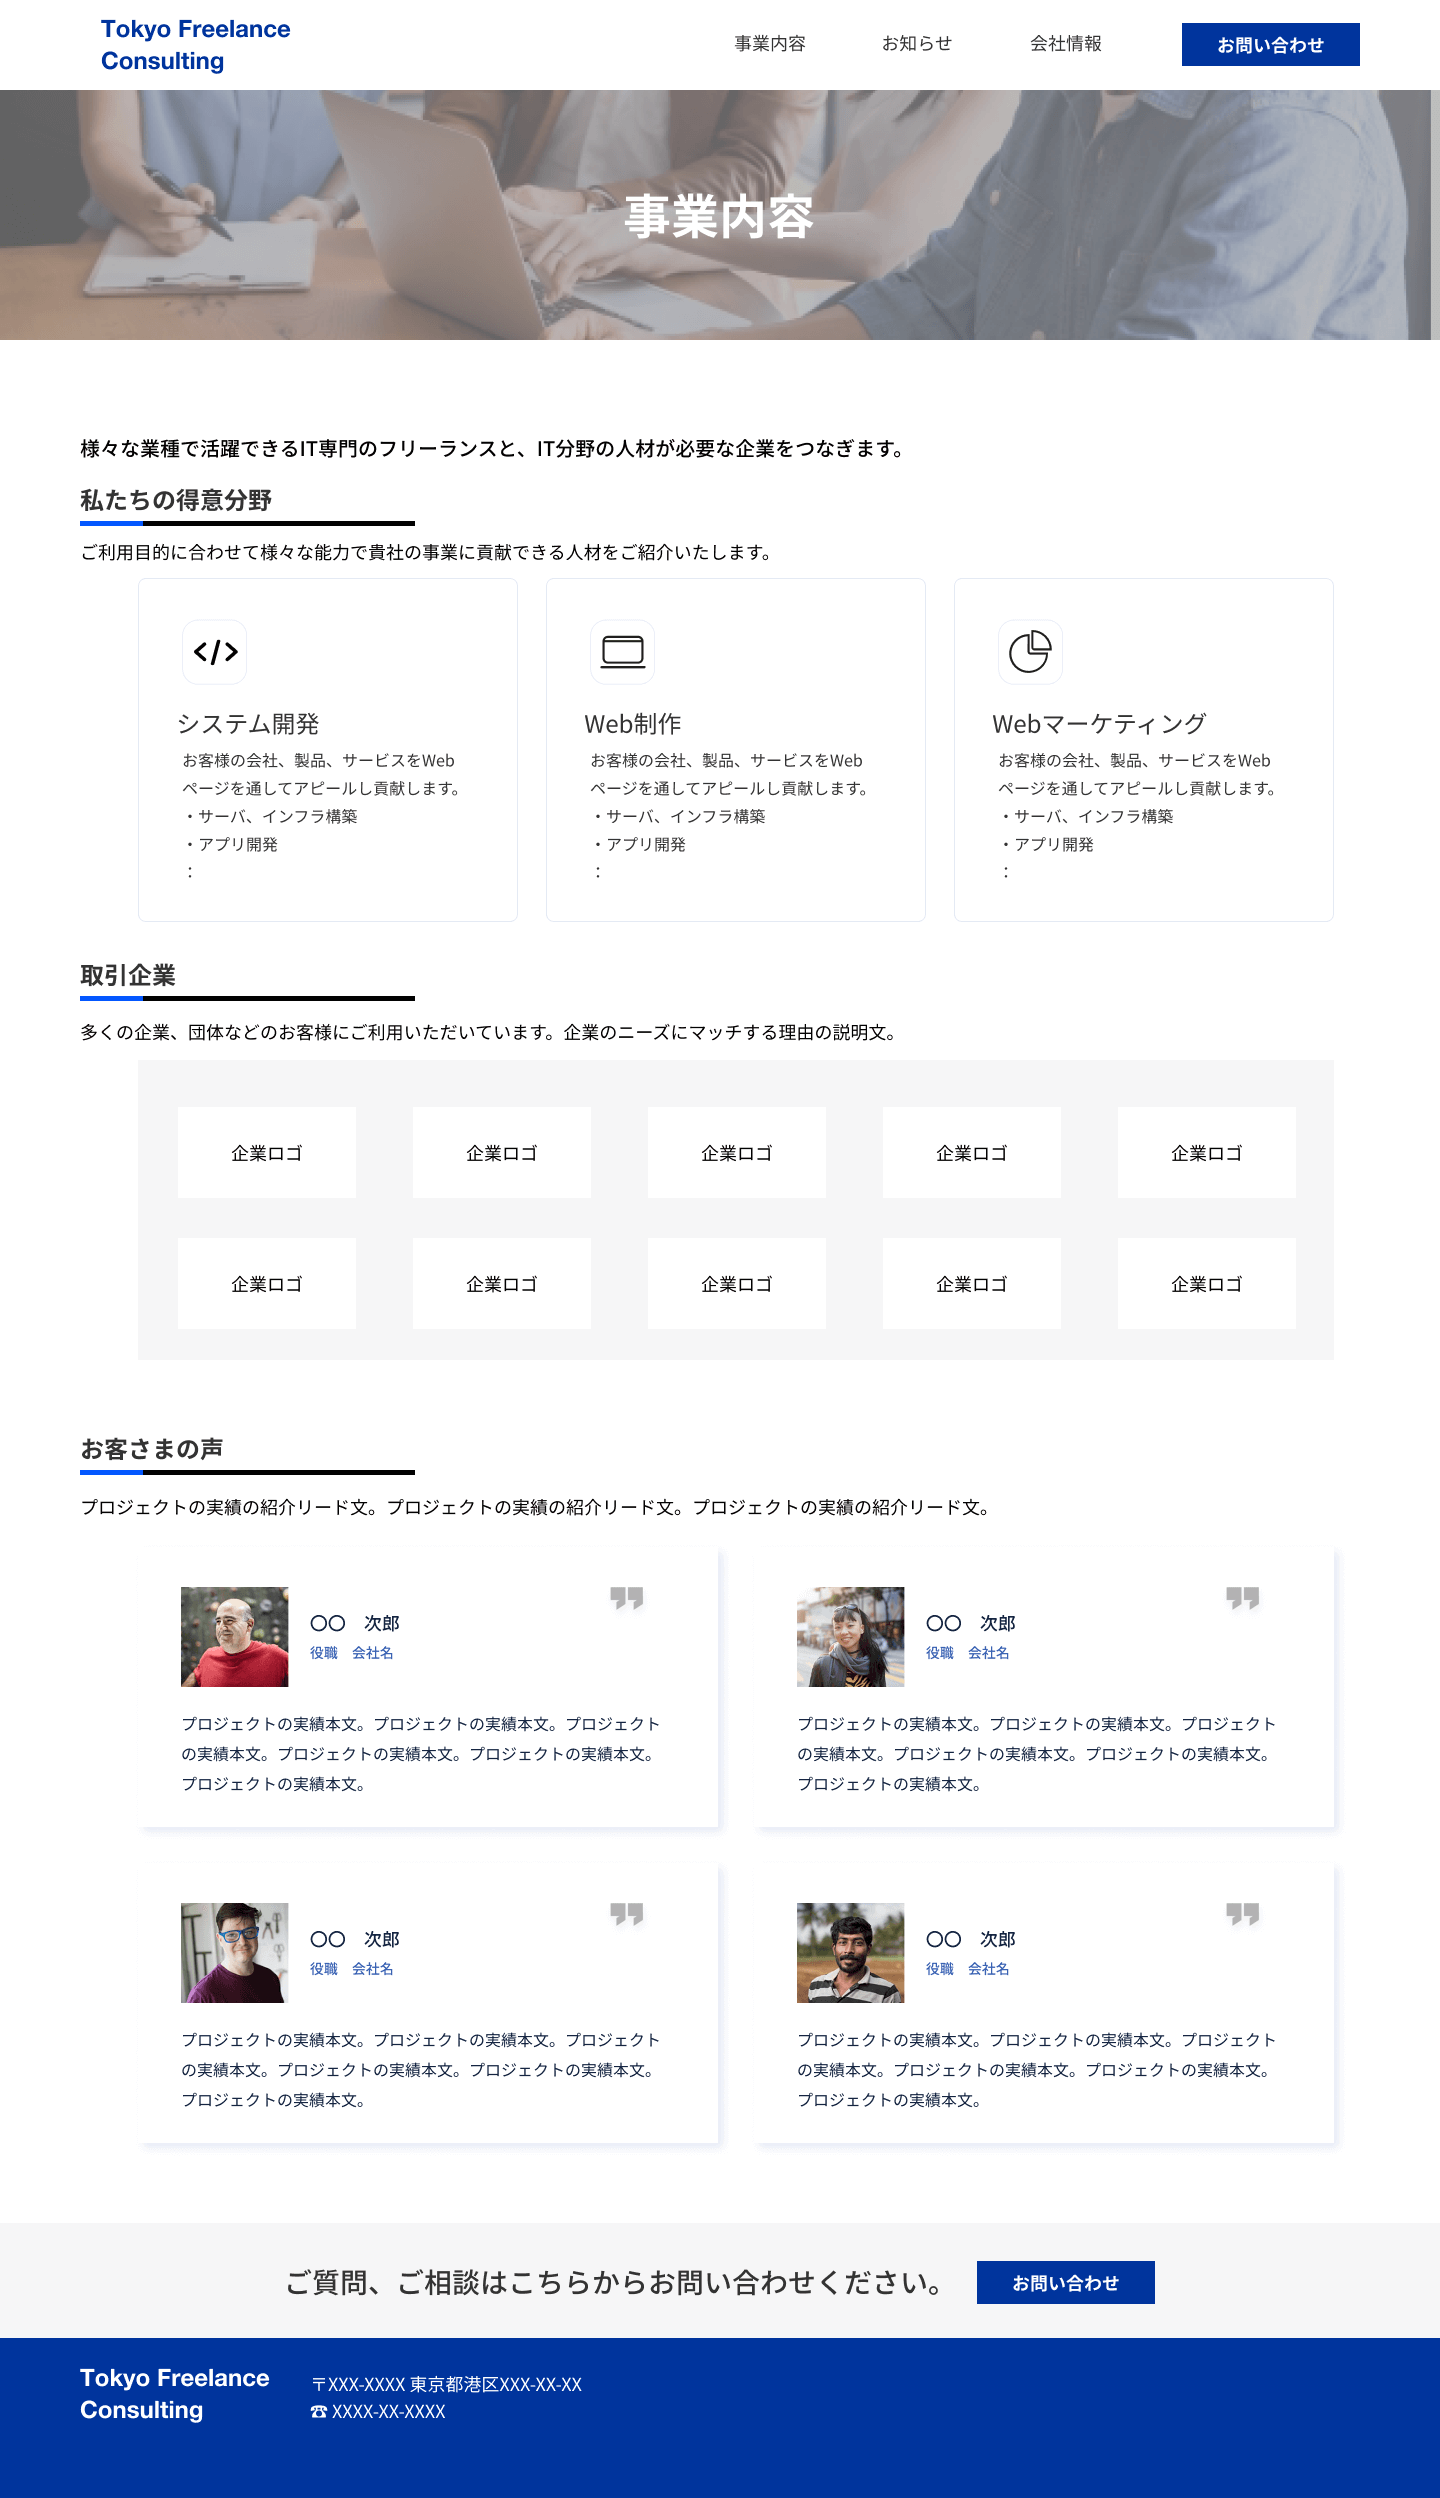 Tokyo Freelance
Consulting
事業内容
お知らせ
会社情報
お問い合わせ
事業内容
様々な業種で活躍できるIT専門のフリーランスと、IT分野の人材が必要な企業をつなぎます。
私たちの得意分野
ご利用目的に合わせて様々な能力で貴社の事業に貢献できる人材をご紹介いたします。
システム開発
お客様の会社、製品、サービスをWeb
ページを通してアピールし貢献します。
・サーバ、インフラ構築
・アプリ開発
：
Web制作
お客様の会社、製品、サービスをWeb
ページを通してアピールし貢献します。
・サーバ、インフラ構築
・アプリ開発
：
Webマーケティング
お客様の会社、製品、サービスをWeb
ページを通してアピールし貢献します。
・サーバ、インフラ構築
・アプリ開発
：
取引企業
多くの企業、団体などのお客様にご利用いただいています。企業のニーズにマッチする理由の説明文。
企業ロゴ
企業ロゴ
企業ロゴ
企業ロゴ
企業ロゴ
企業ロゴ
企業ロゴ
企業ロゴ
企業ロゴ
企業ロゴ
お客さまの声
プロジェクトの実績の紹介リード文。プロジェクトの実績の紹介リード文。プロジェクトの実績の紹介リード文。
〇〇　次郎
役職　会社名
プロジェクトの実績本文。プロジェクトの実績本文。プロジェクト
の実績本文。プロジェクトの実績本文。プロジェクトの実績本文。
プロジェクトの実績本文。
〇〇　次郎
役職　会社名
プロジェクトの実績本文。プロジェクトの実績本文。プロジェクト
の実績本文。プロジェクトの実績本文。プロジェクトの実績本文。
プロジェクトの実績本文。
〇〇　次郎
役職　会社名
プロジェクトの実績本文。プロジェクトの実績本文。プロジェクト
の実績本文。プロジェクトの実績本文。プロジェクトの実績本文。
プロジェクトの実績本文。
〇〇　次郎
役職　会社名
プロジェクトの実績本文。プロジェクトの実績本文。プロジェクト
の実績本文。プロジェクトの実績本文。プロジェクトの実績本文。
プロジェクトの実績本文。
ご質問、ご相談はこちらからお問い合わせください。
お問い合わせ
Tokyo Freelance
Consulting
〒XXX-XXXX 東京都港区XXX-XX-XX
☎ XXXX-XX-XXXX